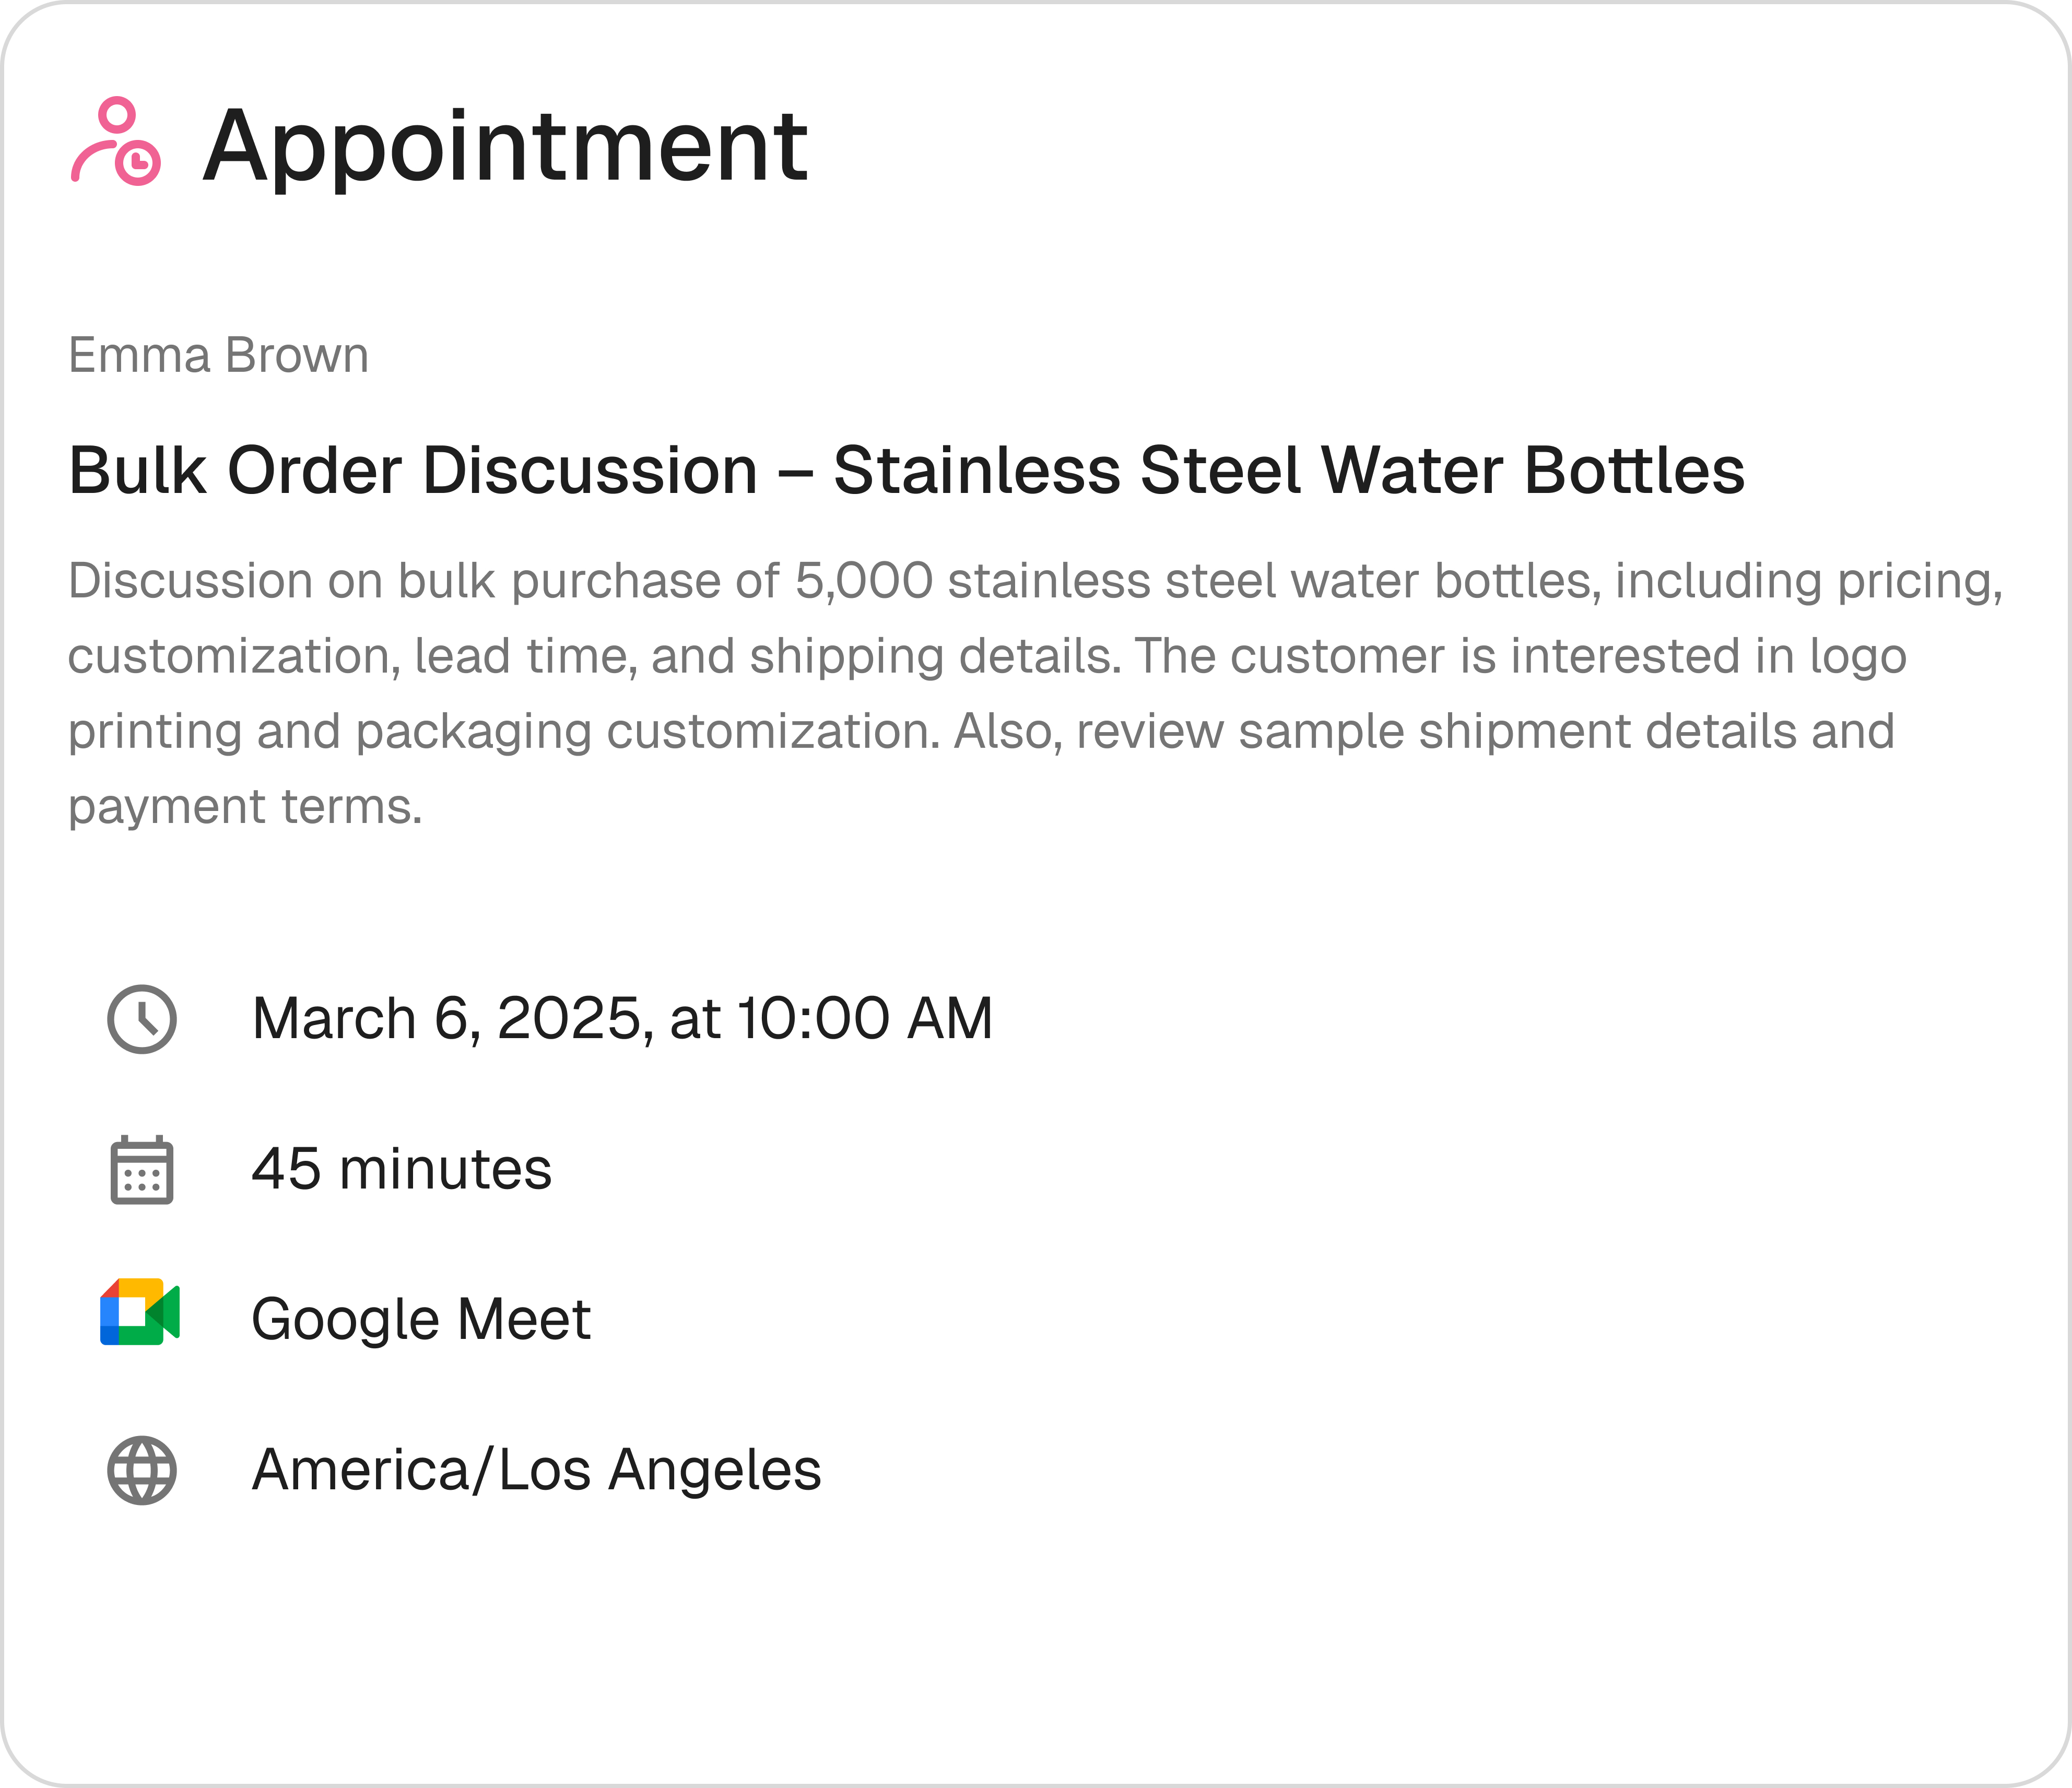 Appointment
Emma Brown
Bulk Order Discussion – Stainless Steel Water Bottles
Discussion on bulk purchase of 5,000 stainless steel water bottles, including pricing,
customization, lead time, and shipping details. The customer is interested in logo
printing and packaging customization. Also, review sample shipment details and
payment terms.
March 6, 2025, at 10:00 AM
45 minutes
Google Meet
America/Los Angeles